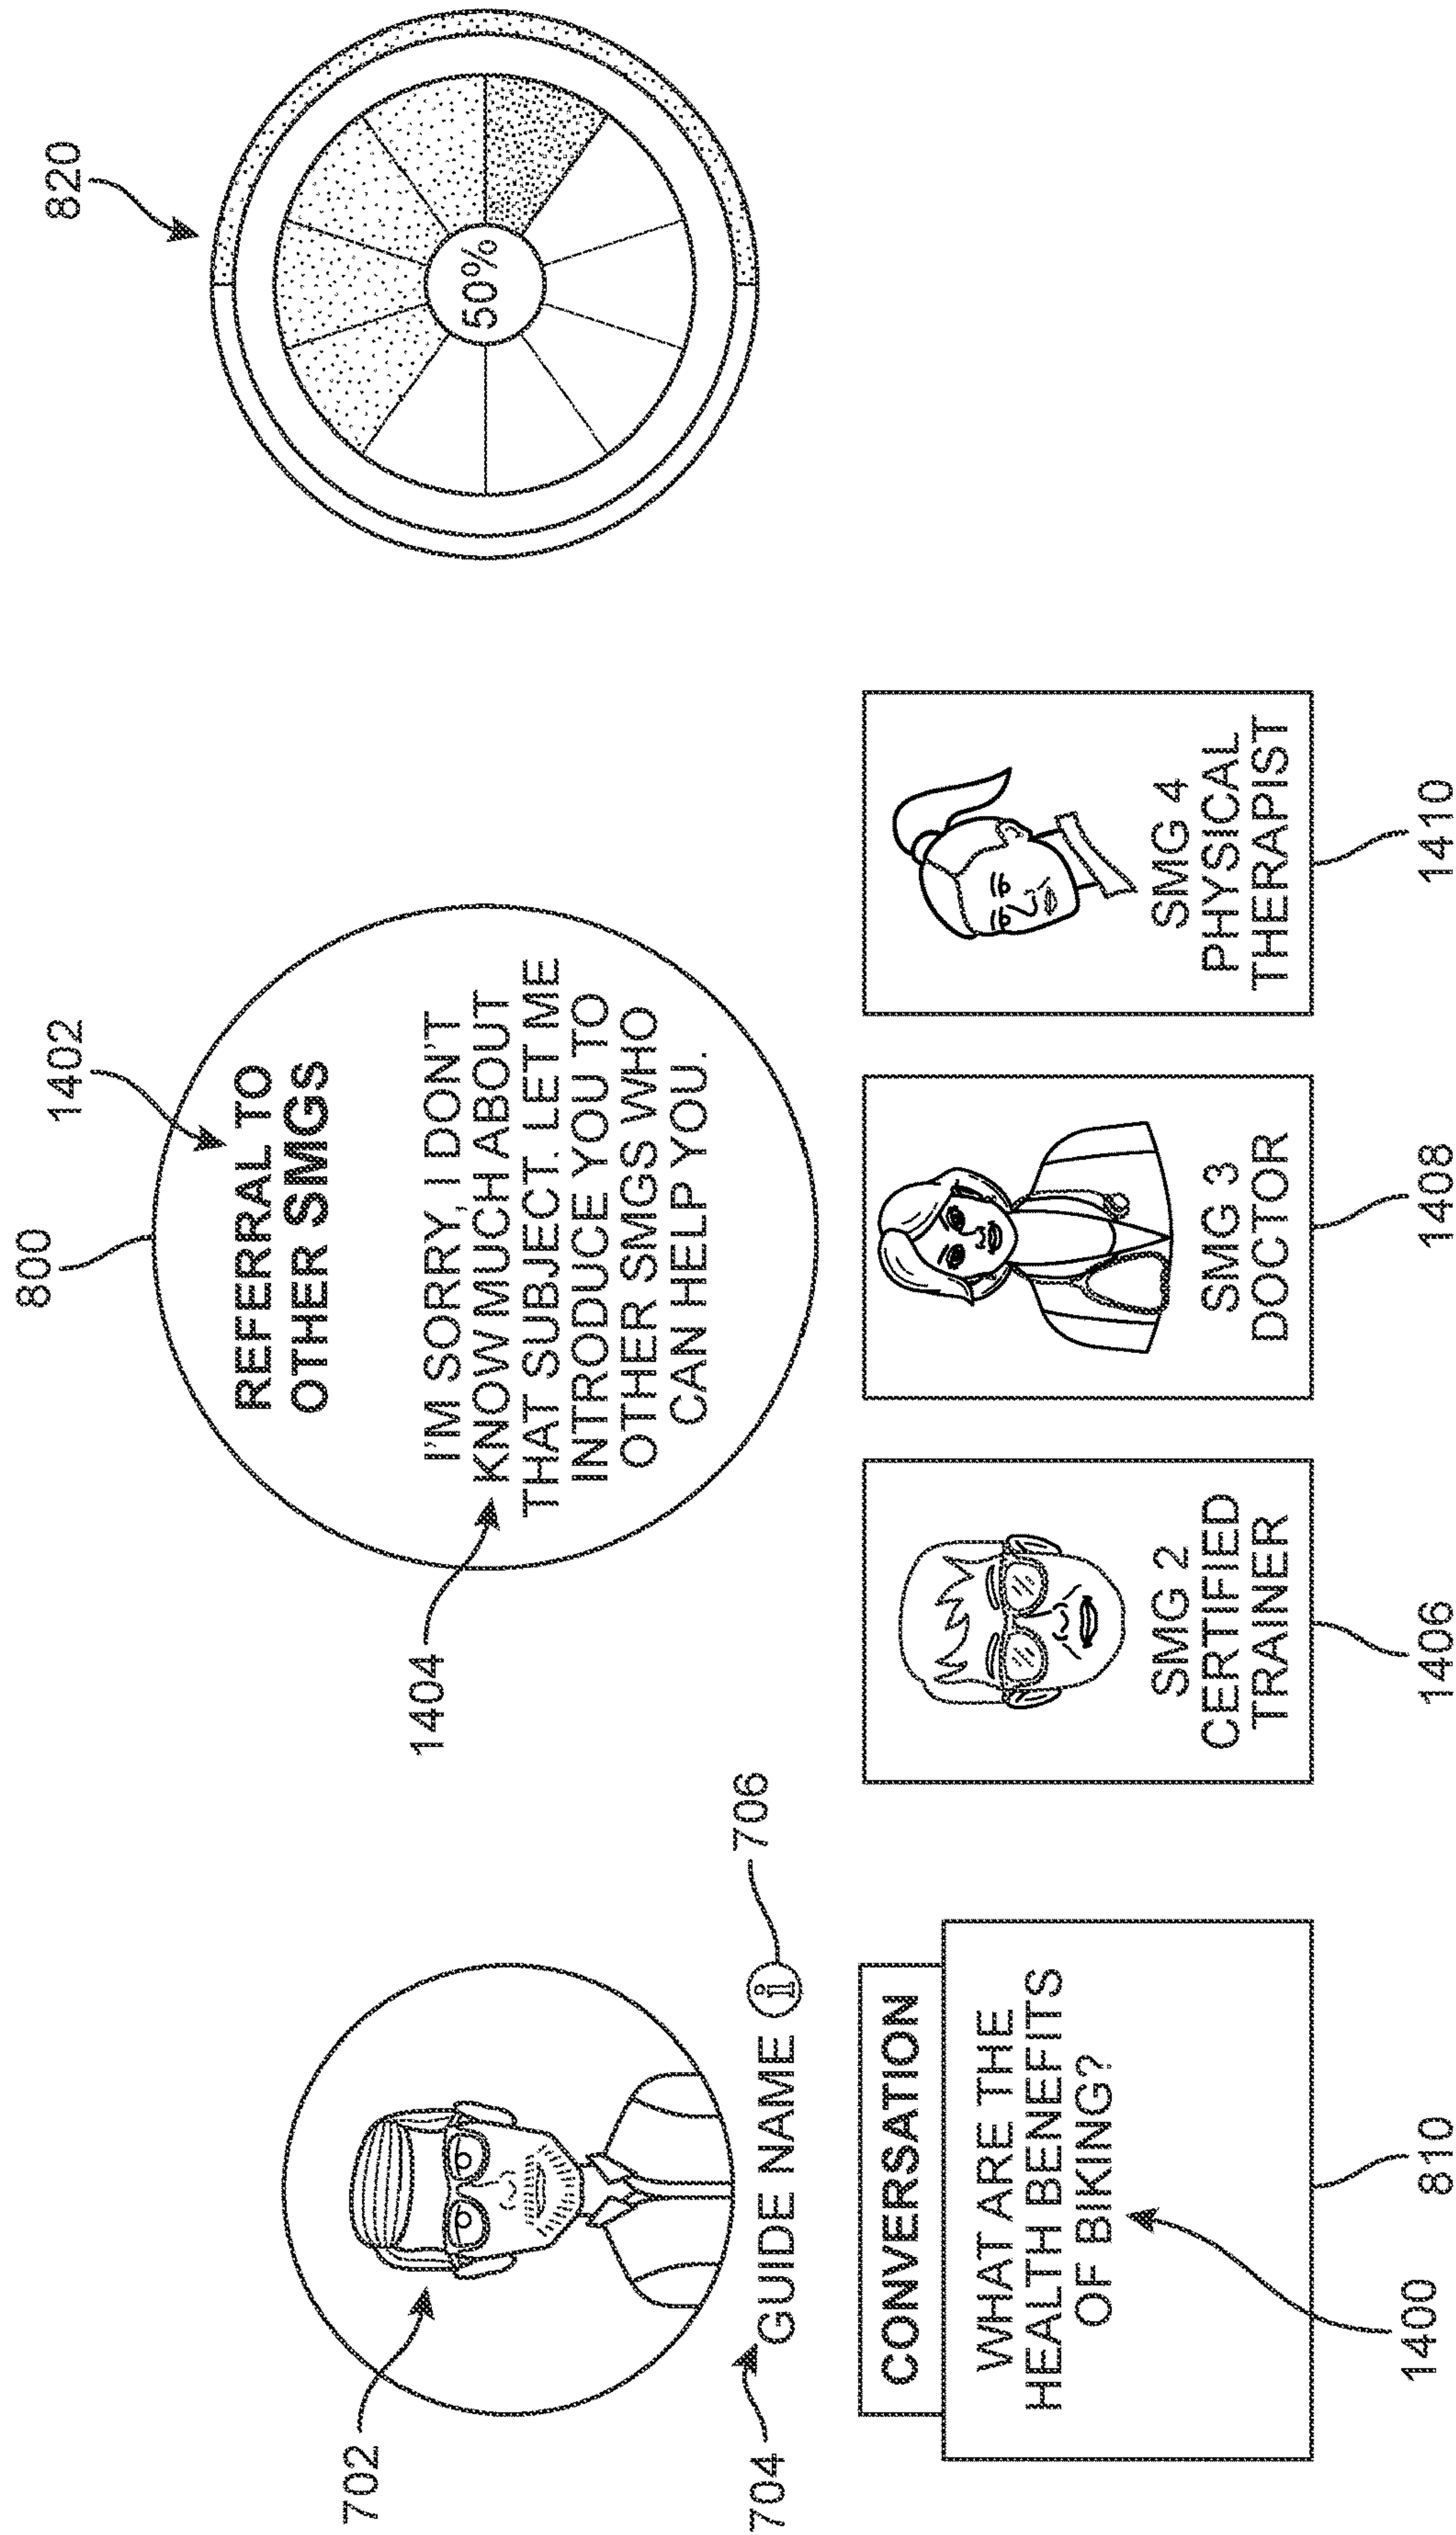 702
704
GUIDE NAME i
706
CONVERSATION
WHAT ARE THE
HEALTH BENEFITS
OF BIKING?
1400
810
800
1402
REFERRAL TO
OTHER SMGs
1404
I'M SORRY, I DON'T
KNOW MUCH ABOUT
THAT SUBJECT. LET ME
INTRODUCE YOU TO
OTHER SMGS WHO
CAN HELP YOU.
820
50%
SMG 2
CERTIFIED
TRAINER
1406
SMG 3
DOCTOR
1408
SMG 4
PHYSICAL
THERAPIST
1410